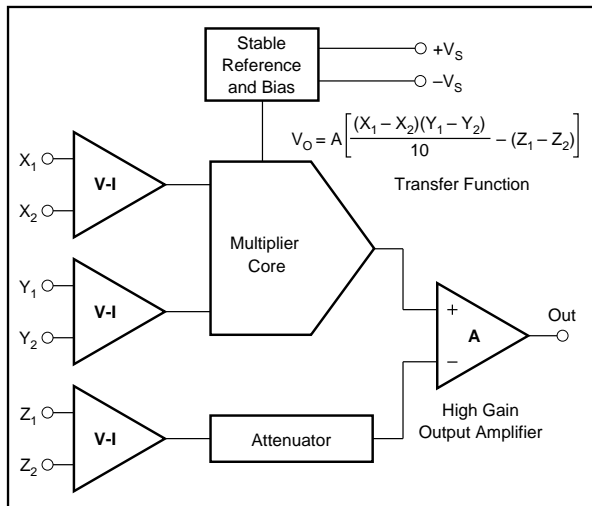 Stable
Reference
and Bias
+VS
−VS
VO = A[(X1 − X2)(Y1 − Y2)/10 − (Z1 − Z2)]
Transfer Function
X1
X2
V-I
Multiplier
Core
Y1
Y2
V-I
+
−
A
Out
High Gain
Output Amplifier
Z1
Z2
V-I
Attenuator